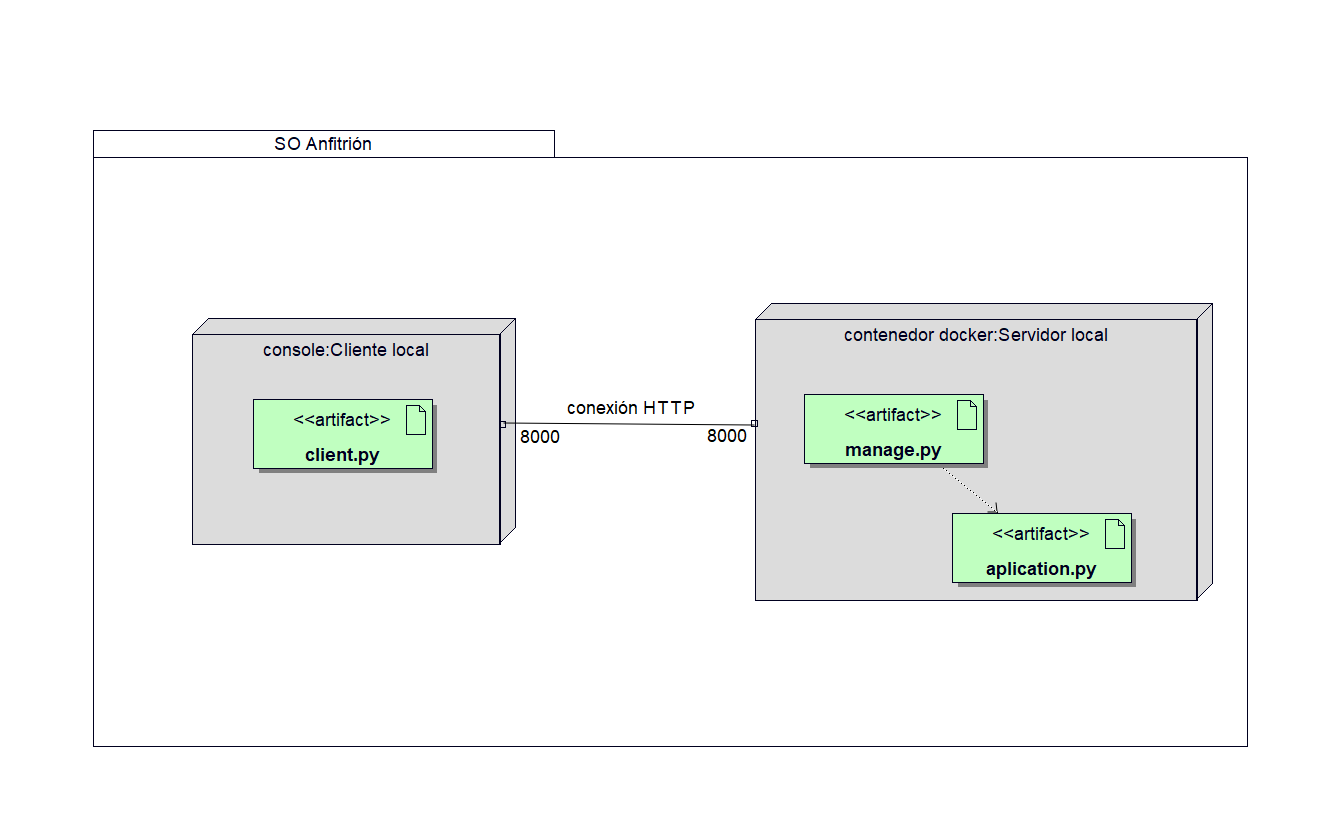 SO Anfitrión
console:Cliente local
<<artifact>>
client.py
conexión HTTP
8000
8000
contenedor docker:Servidor local
<<artifact>>
manage.py
<<artifact>>
aplication.py